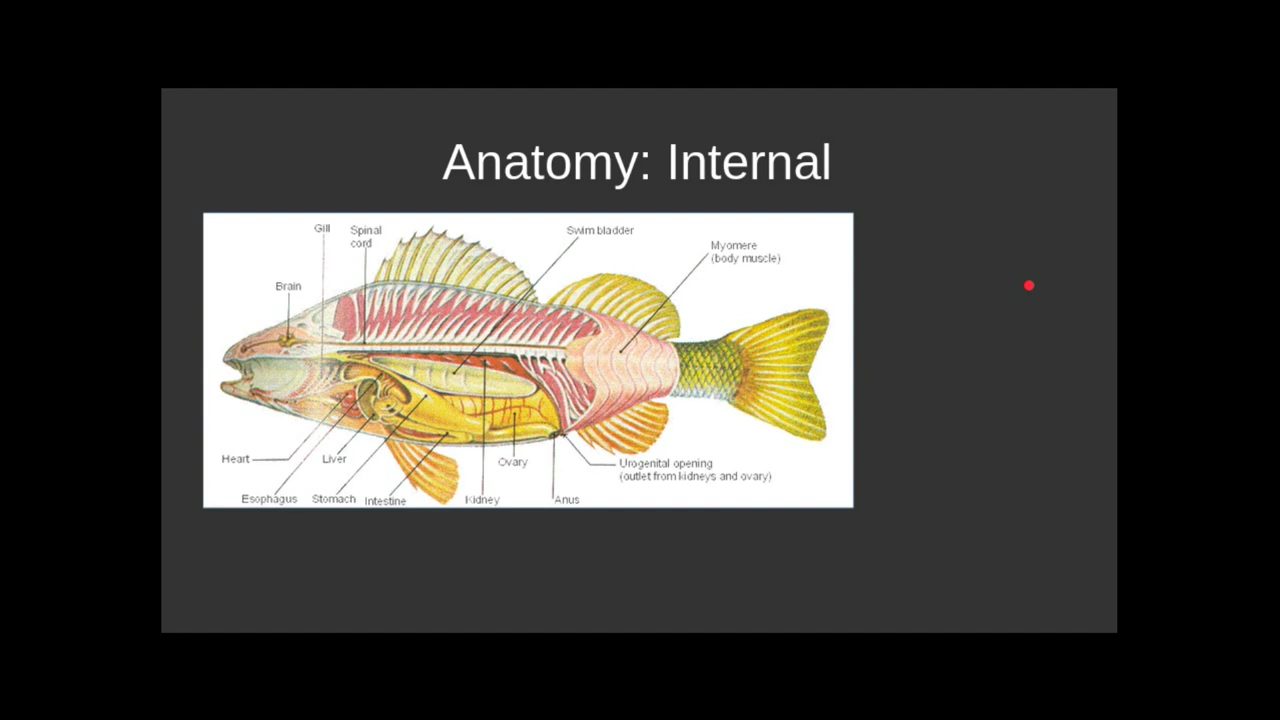 Anatomy: Internal
Gill
Spinal
cord
Swim bladder
Myomere
(body muscle)
Brain
Heart
Liver
Ovary
Urogenital opening
(outlet from kidneys and ovary)
Esophagus
Stomach
Intestine
Kidney
Anus